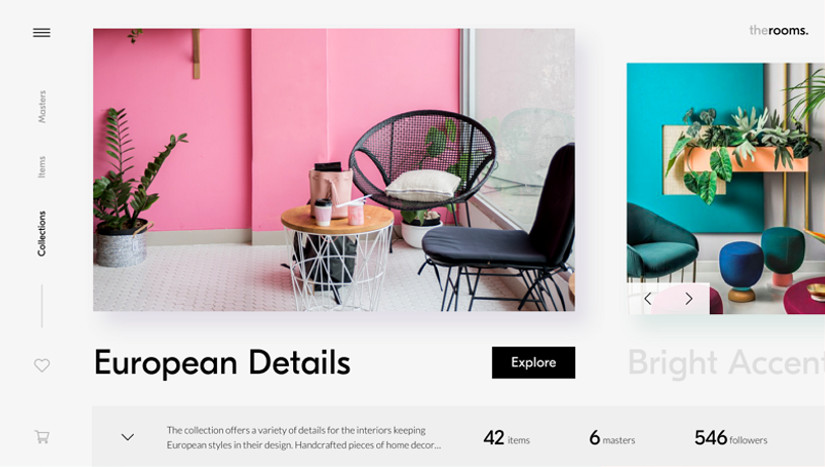 therooms.
Masters
Items
Collections
European Details
Explore
Bright Accent
The collection offers a variety of details for the interiors keeping
European styles in their design. Handcrafted pieces of home decor...
42 items
6 masters
546 followers